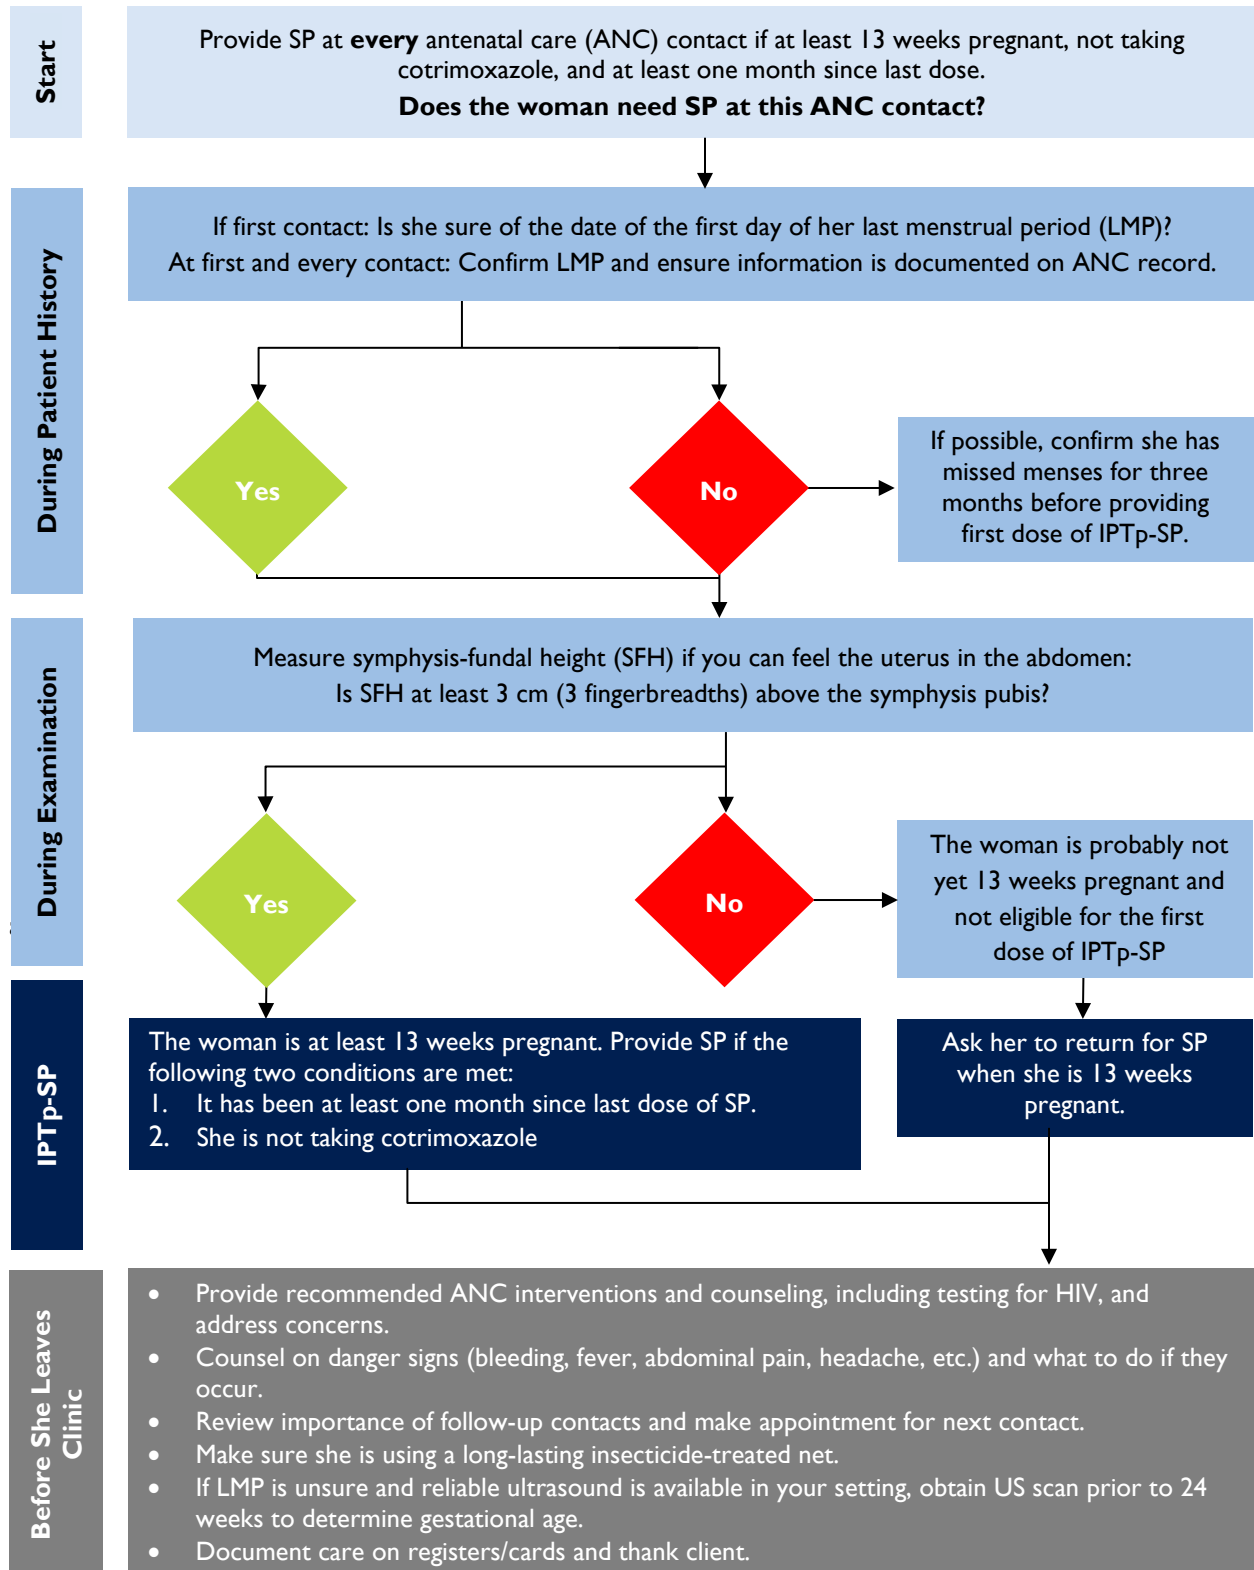 Start
Provide SP at every antenatal care (ANC) contact if at least 13 weeks pregnant, not taking
cotrimoxazole, and at least one month since last dose.
Does the woman need SP at this ANC contact?
During Patient History
If first contact: Is she sure of the date of the first day of her last menstrual period (LMP)?
At first and every contact: Confirm LMP and ensure information is documented on ANC record.
Yes
No
If possible, confirm she has
missed menses for three
months before providing
first dose of IPTp-SP.
During Examination
Measure symphysis-fundal height (SFH) if you can feel the uterus in the abdomen:
Is SFH at least 3 cm (3 fingerbreadths) above the symphysis pubis?
Yes
No
The woman is probably not
yet 13 weeks pregnant and
not eligible for the first
dose of IPTp-SP
IPTp-SP
The woman is at least 13 weeks pregnant. Provide SP if the
following two conditions are met:
1. It has been at least one month since last dose of SP.
2. She is not taking cotrimoxazole
Ask her to return for SP
when she is 13 weeks
pregnant.
Before She Leaves
Clinic
• Provide recommended ANC interventions and counseling, including testing for HIV, and
address concerns.
• Counsel on danger signs (bleeding, fever, abdominal pain, headache, etc.) and what to do if they
occur.
• Review importance of follow-up contacts and make appointment for next contact.
• Make sure she is using a long-lasting insecticide-treated net.
• If LMP is unsure and reliable ultrasound is available in your setting, obtain US scan prior to 24
weeks to determine gestational age.
• Document care on registers/cards and thank client.